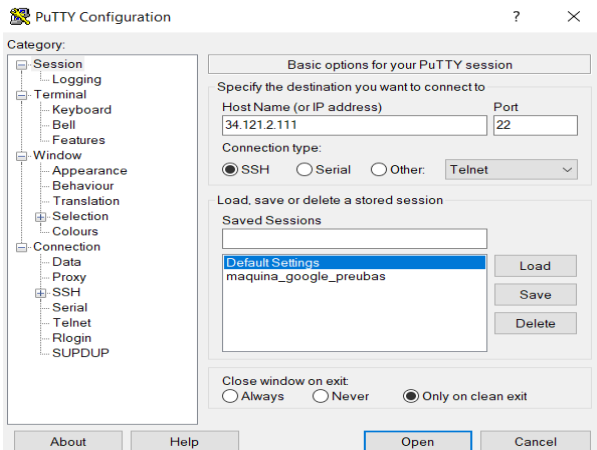 PuTTY Configuration
?
Category:
Session
Logging
Terminal
Keyboard
Bell
Features
Window
Appearance
Behaviour
Translation
Selection
Colours
Connection
Data
Proxy
SSH
Serial
Telnet
Rlogin
SUPDUP
Basic options for your PuTTY session
Specify the destination you want to connect to
Host Name (or IP address) Port
34.121.2.111 22
Connection type:
SSH Serial Other: Telnet
Load, save or delete a stored session
Saved Sessions
Default Settings
maquina_google_preubas
Load
Save
Delete
Close window on exit:
Always Never Only on clean exit
About Help Open Cancel